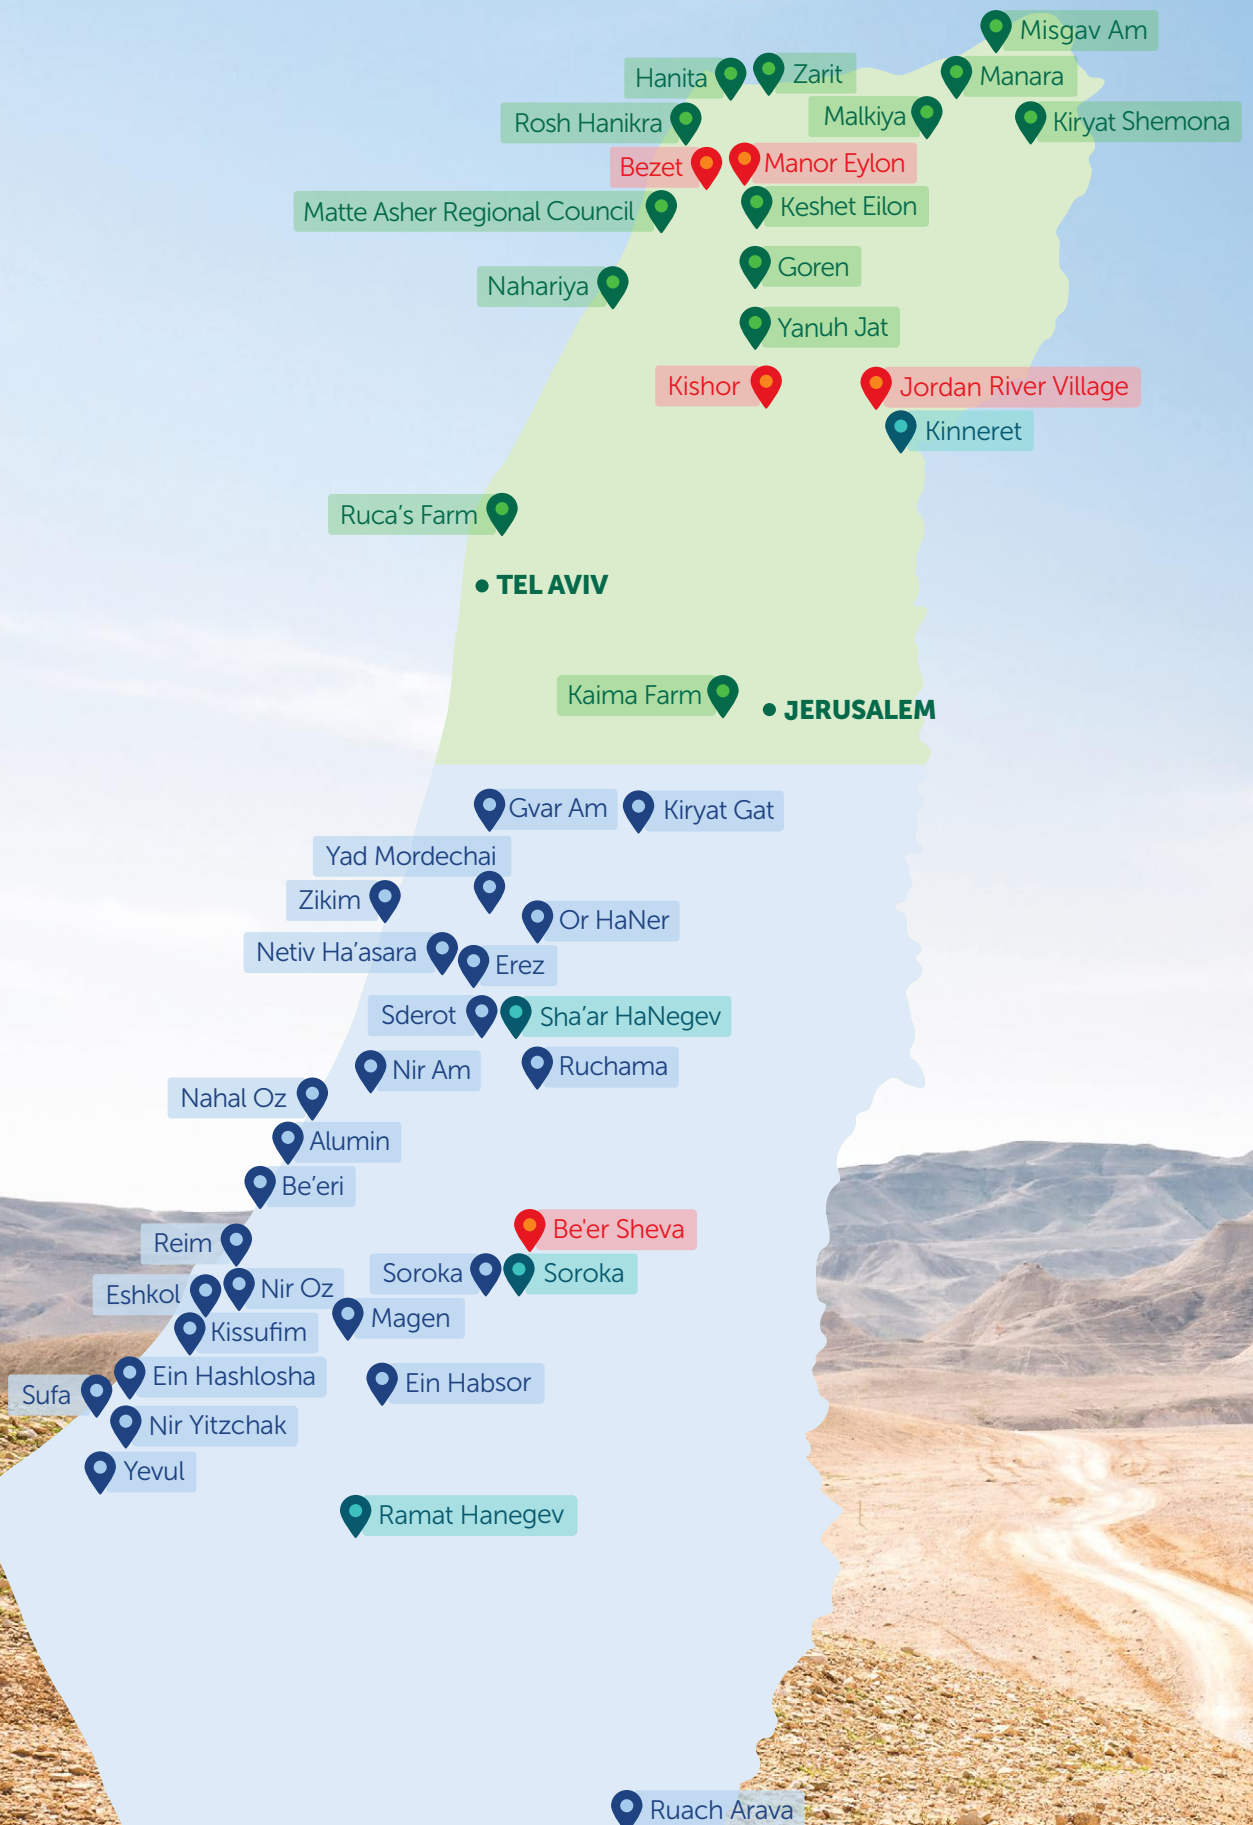 Misgav Am
Hanita
Zarit
Manara
Rosh Hanikra
Malkiya
Kiryat Shemona
Bezet
Manor Eylon
Matte Asher Regional Council
Keshet Eilon
Goren
Nahariya
Yanuh Jat
Kishor
Jordan River Village
Kinneret
Ruca's Farm
TEL AVIV
Kaima Farm
JERUSALEM
Gvar Am
Kiryat Gat
Yad Mordechai
Zikim
Or HaNer
Netiv Ha'asara
Erez
Sderot
Sha'ar HaNegev
Nir Am
Ruchama
Nahal Oz
Alumin
Be'eri
Be'er Sheva
Reim
Soroka
Soroka
Eshkol
Nir Oz
Magen
Kissufim
Ein Hashlosha
Ein Habsor
Sufa
Nir Yitzchak
Yevul
Ramat Hanegev
Ruach Arava